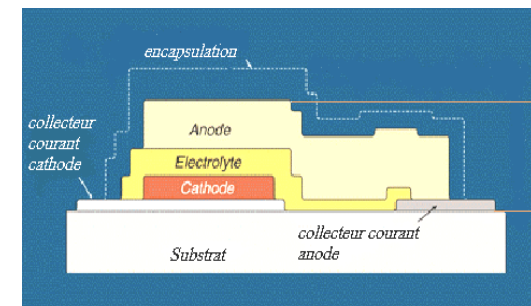 encapsulation
collecteur
courant
cathode
Anode
Electrolyte
Cathode
collecteur courant
anode
Substrat